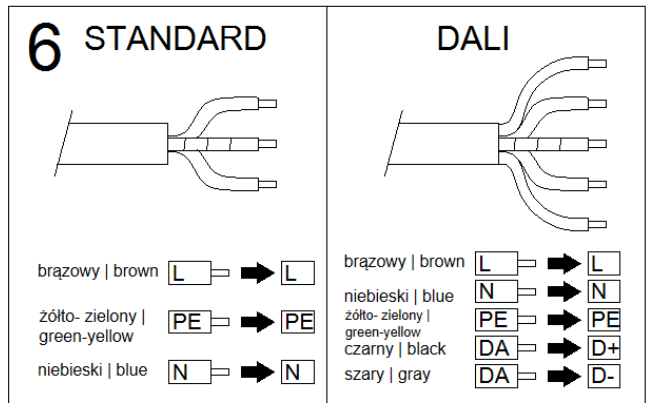 6 STANDARD
brązowy | brown L L
żółto- zielony |
green-yellow PE PE
niebieski | blue N N
DALI
brązowy | brown L L
niebieski | blue N N
żółto- zielony |
green-yellow PE PE
czarny | black DA D+
szary | gray DA D-